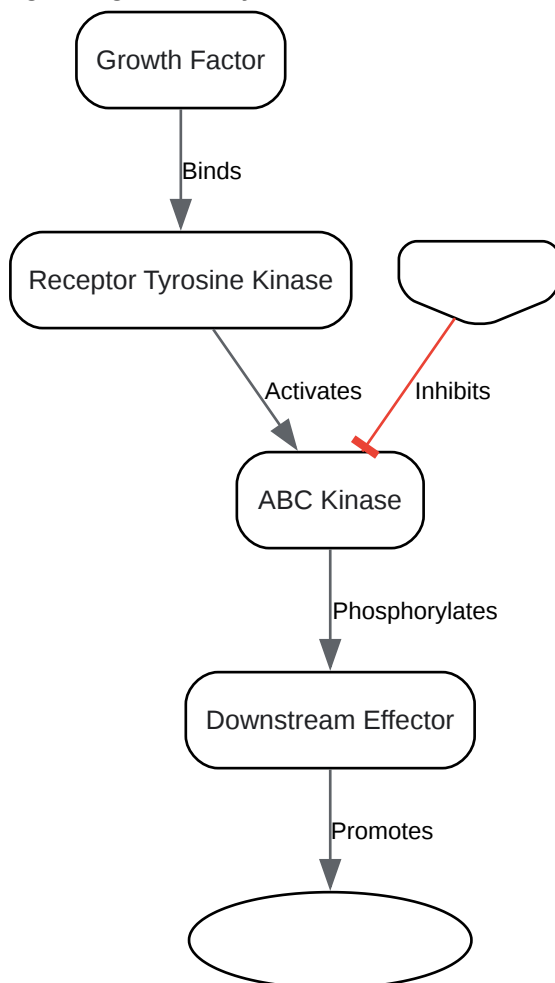 Growth Factor
Binds
Receptor Tyrosine Kinase
Activates
Inhibits
ABC Kinase
Phosphorylates
Downstream Effector
Promotes